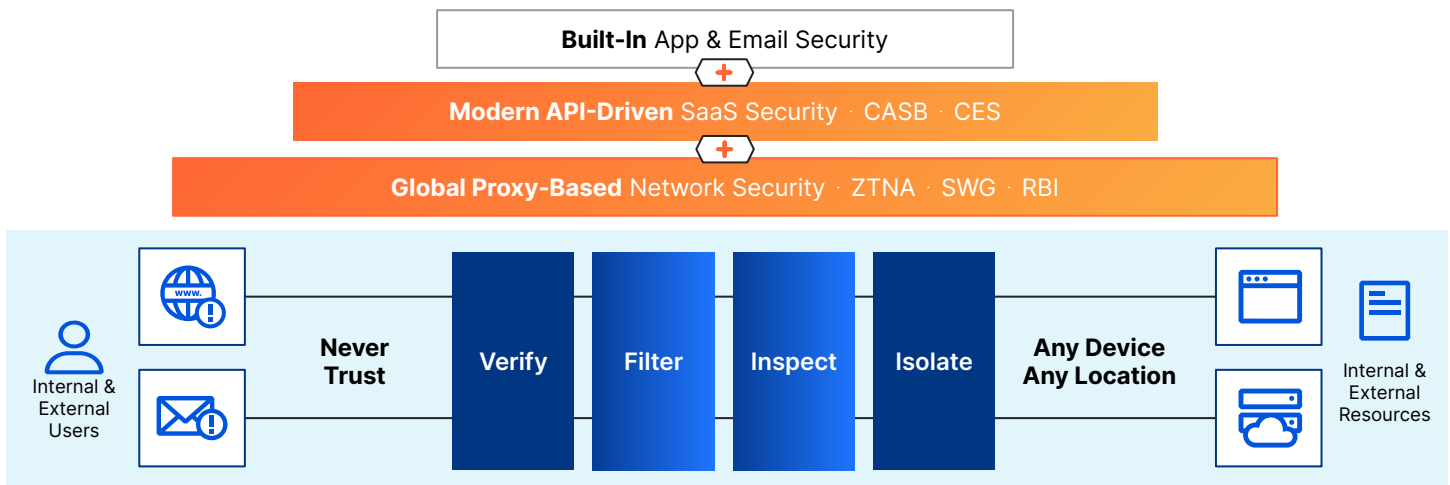 Built-In App & Email Security
Modern API-Driven SaaS Security · CASB · CES
Global Proxy-Based Network Security · ZTNA · SWG · RBI
www.
Internal &
External
Users
Never
Trust
Verify
Filter
Inspect
Isolate
Any Device
Any Location
Internal &
External
Resources